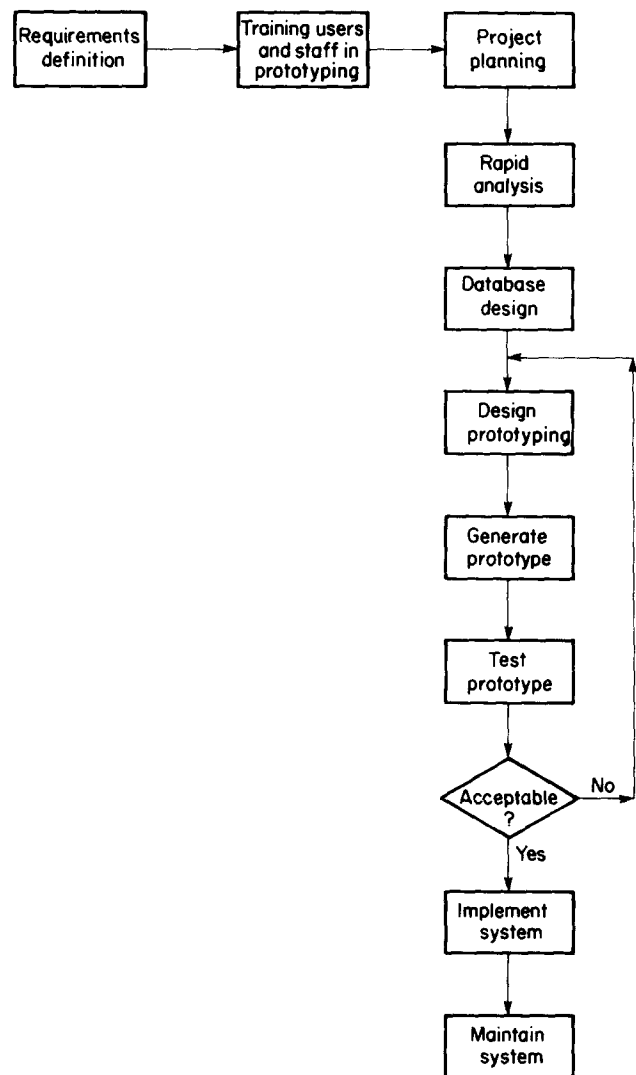 Requirements
definition
Training users
and staff in
prototyping
Project
planning
Rapid
analysis
Database
design
Design
prototyping
Generate
prototype
Test
prototype
Acceptable
?
No
Yes
Implement
system
Maintain
system